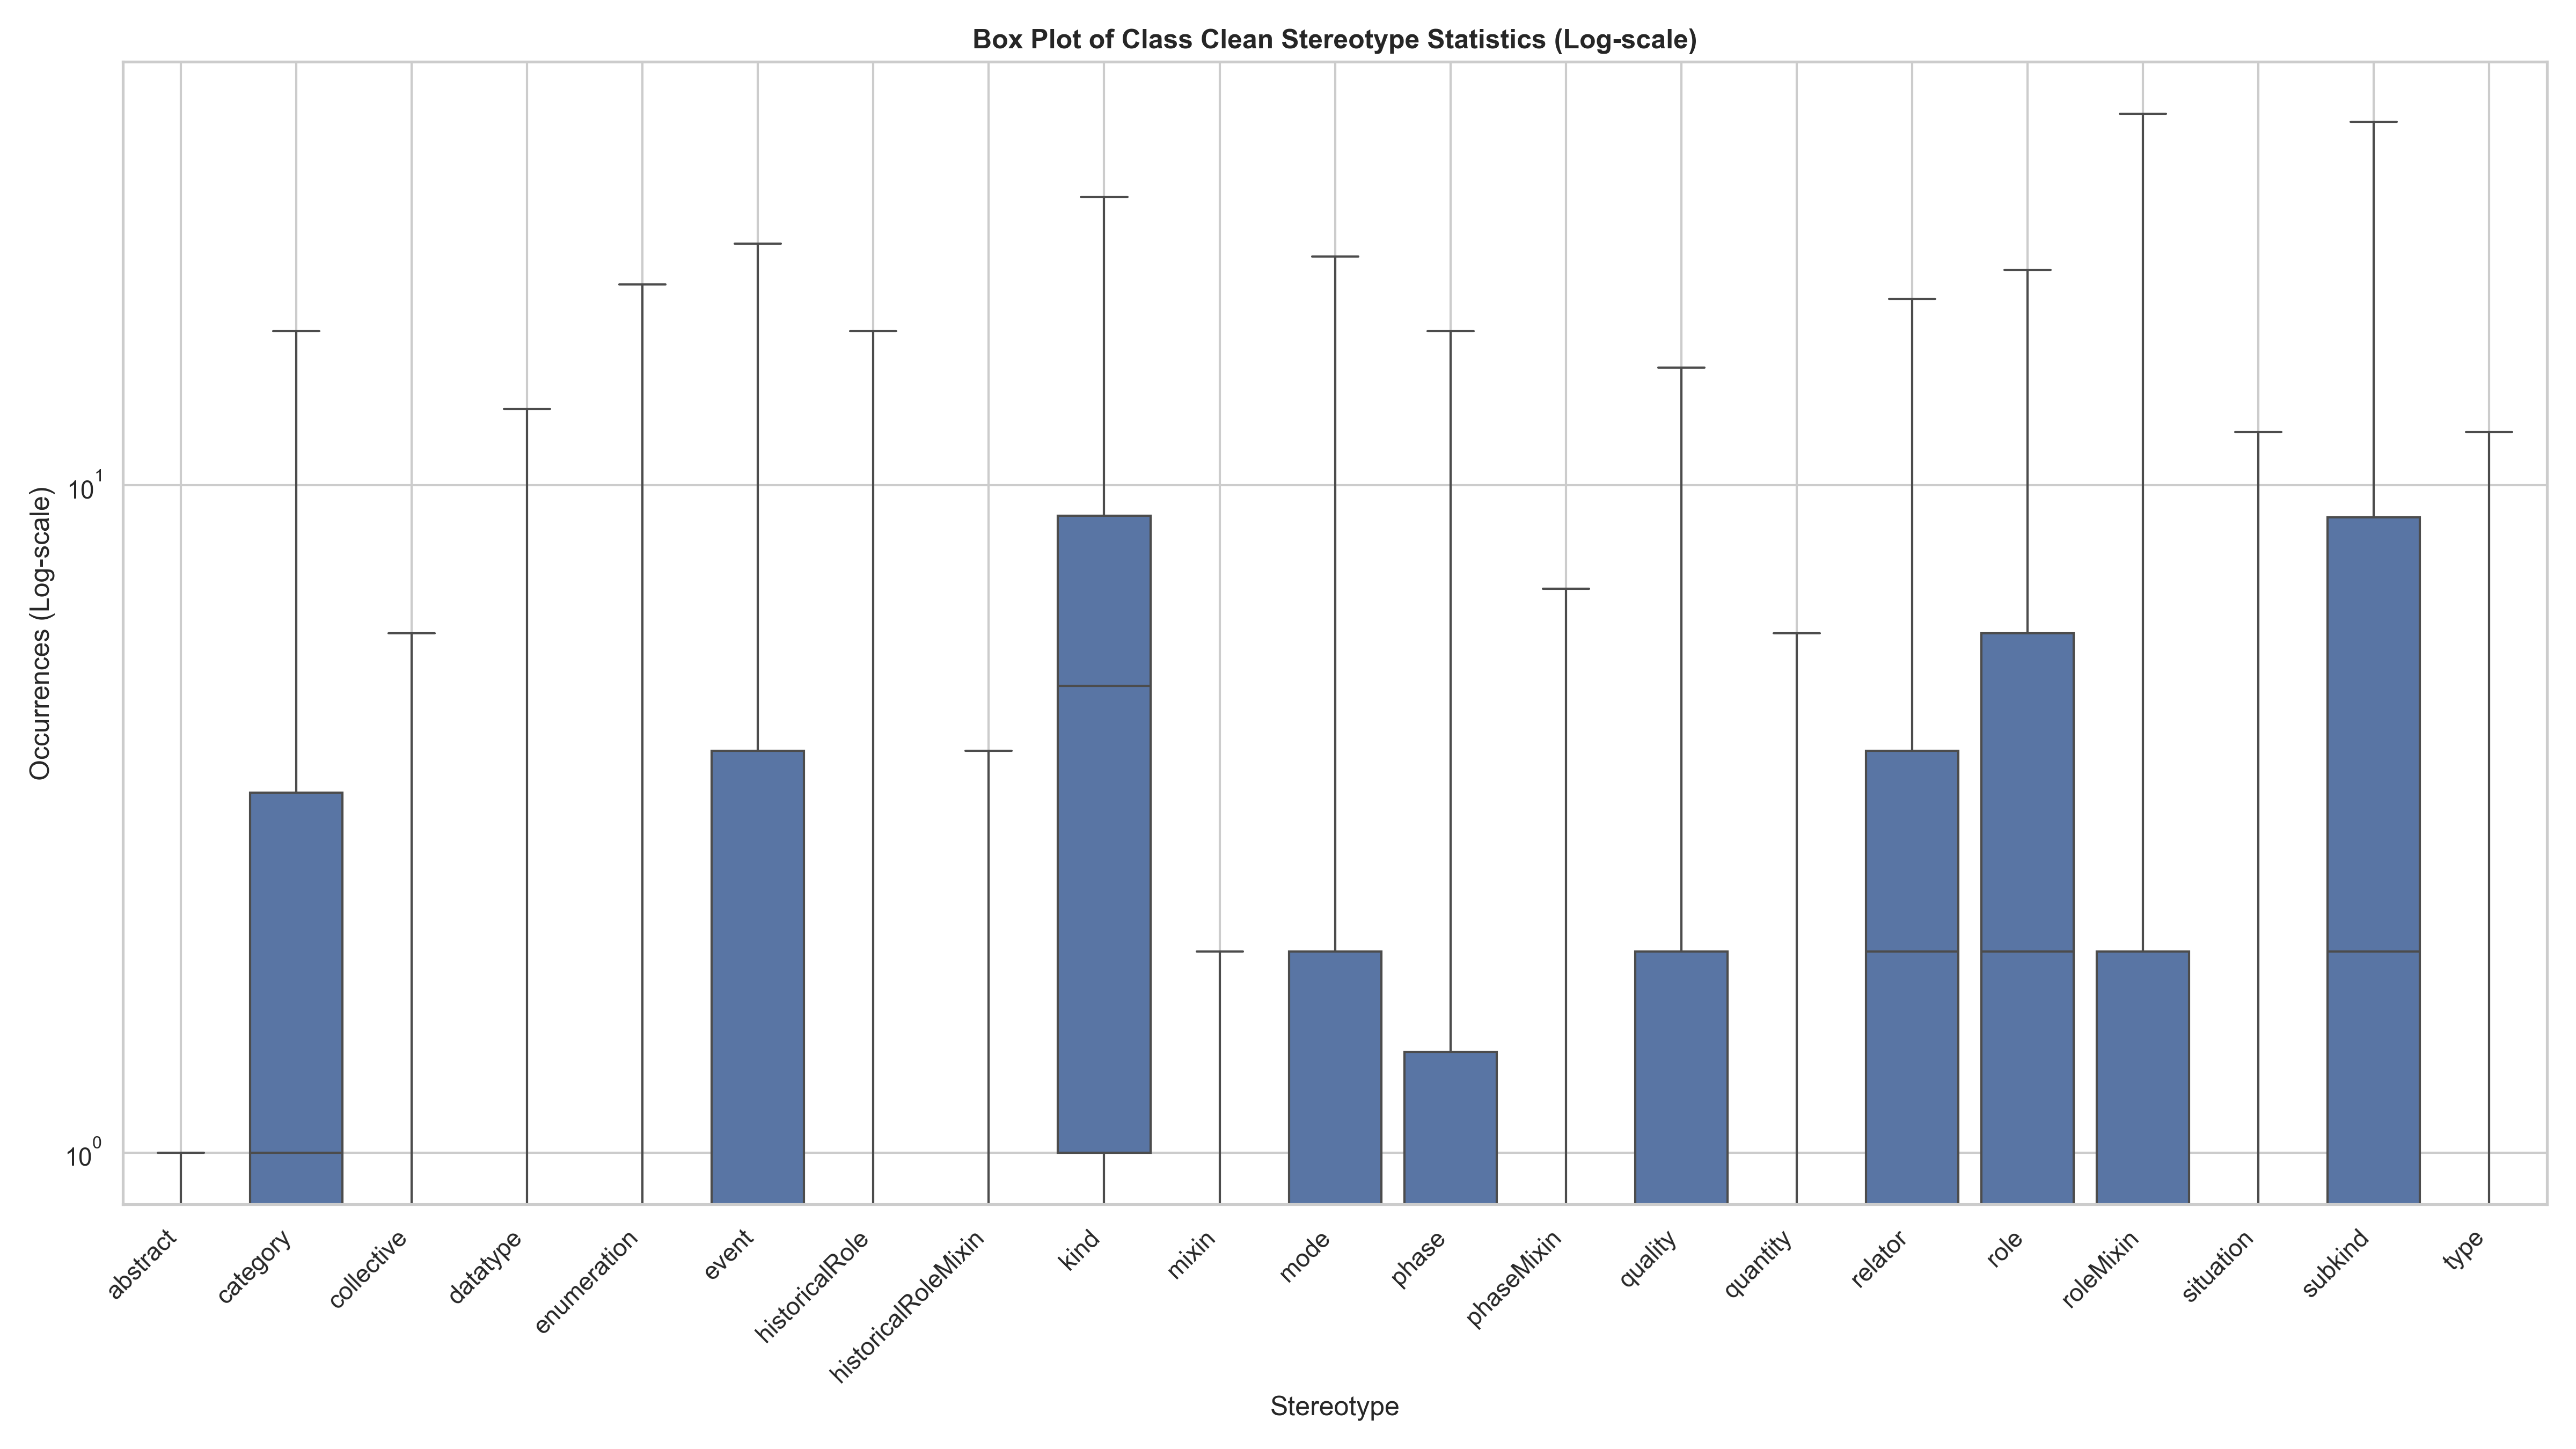 Box Plot of Class Clean Stereotype Statistics (Log-scale)
Occurrences (Log-scale)
10¹
10⁰
abstract
category
collective
datatype
enumeration
event
historicalRole
historicalRoleMixin
kind
mixin
mode
phase
phaseMixin
quality
quantity
relator
role
roleMixin
situation
subkind
type
Stereotype